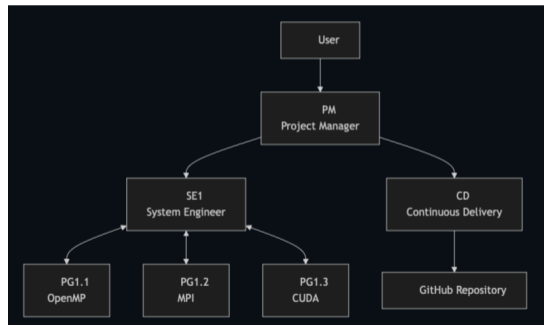 User
PM
Project Manager
SE1
System Engineer
CD
Continuous Delivery
PG1.1
OpenMP
PG1.2
MPI
PG1.3
CUDA
GitHub Repository